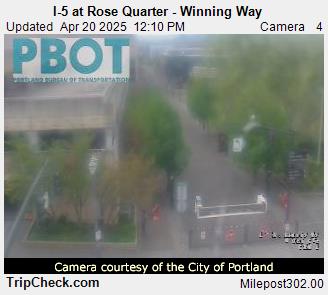 I-5 at Rose Quarter - Winning Way
Updated Apr 20 2025 12:10 PM Camera 4
PBOT
PORTLAND BUREAU OF TRANSPORTATION
Camera courtesy of the City of Portland
TripCheck.com Milepost302.00